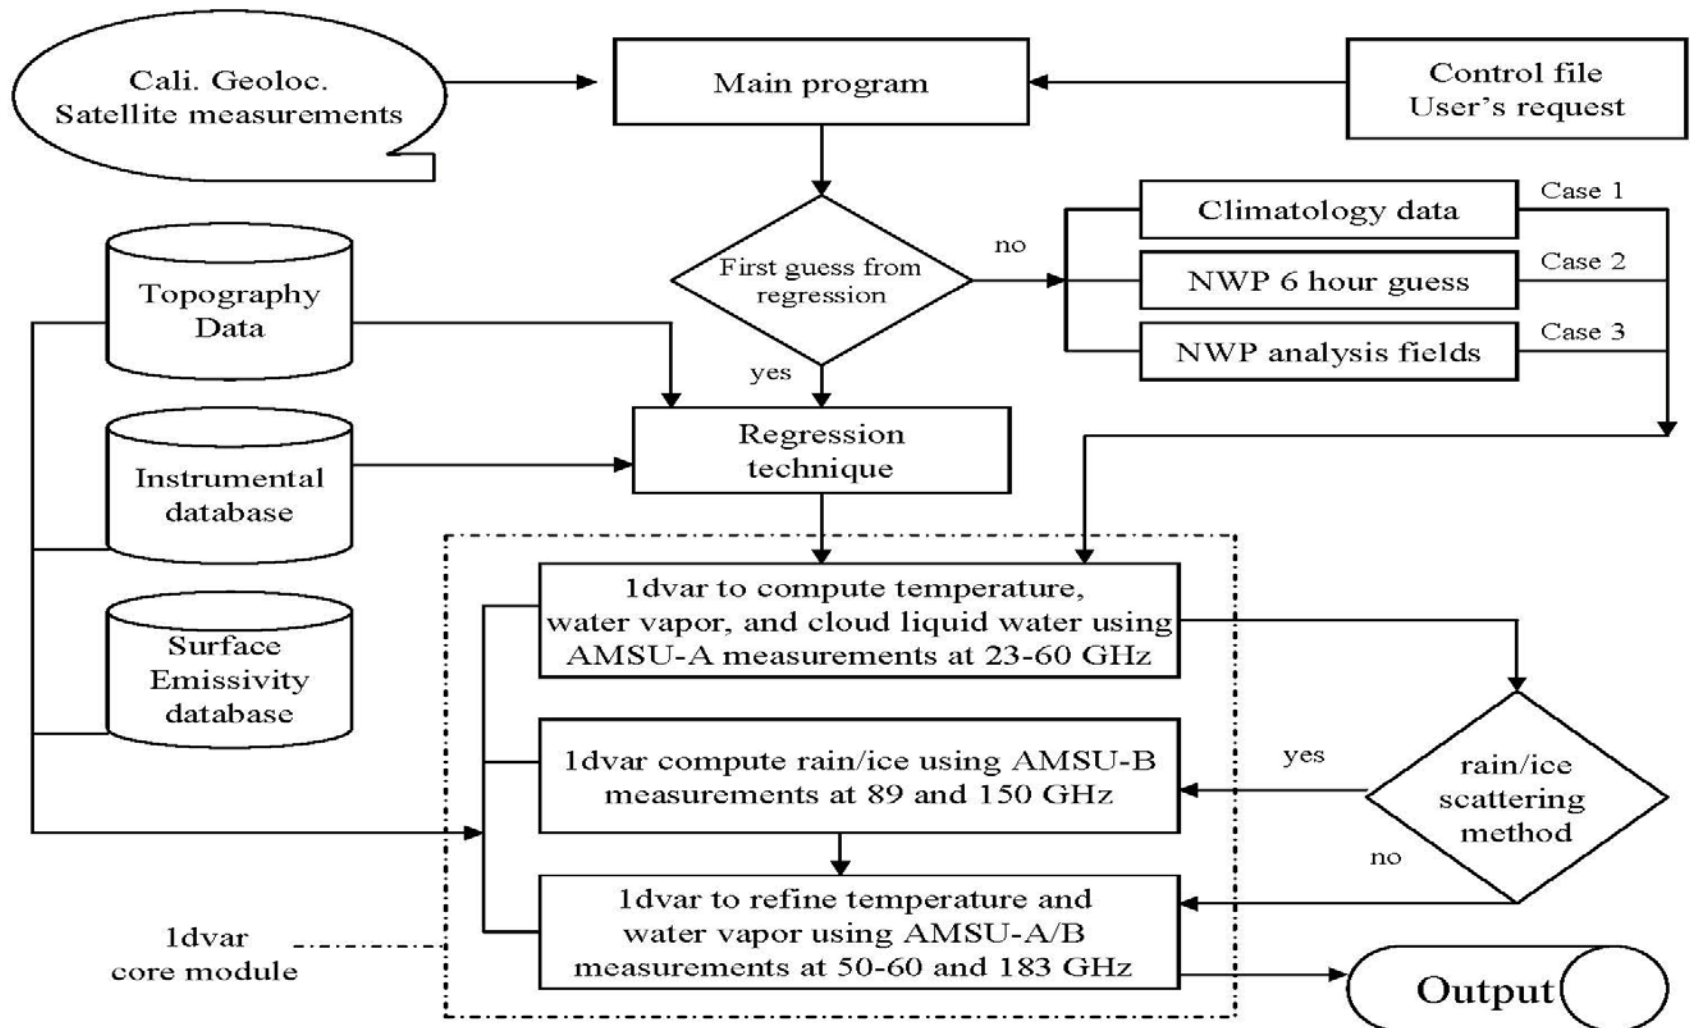 Cali. Geoloc.
Satellite measurements
Main program
Control file
User's request
First guess from
regression
no
yes
Climatology data
Case 1
NWP 6 hour guess
Case 2
NWP analysis fields
Case 3
Topography
Data
Regression
technique
Instrumental
database
Surface
Emissivity
database
1dvar to compute temperature,
water vapor, and cloud liquid water using
AMSU-A measurements at 23-60 GHz
1dvar compute rain/ice using AMSU-B
measurements at 89 and 150 GHz
yes
rain/ice
scattering
method
no
1dvar to refine temperature and
water vapor using AMSU-A/B
measurements at 50-60 and 183 GHz
1dvar
core module
Output